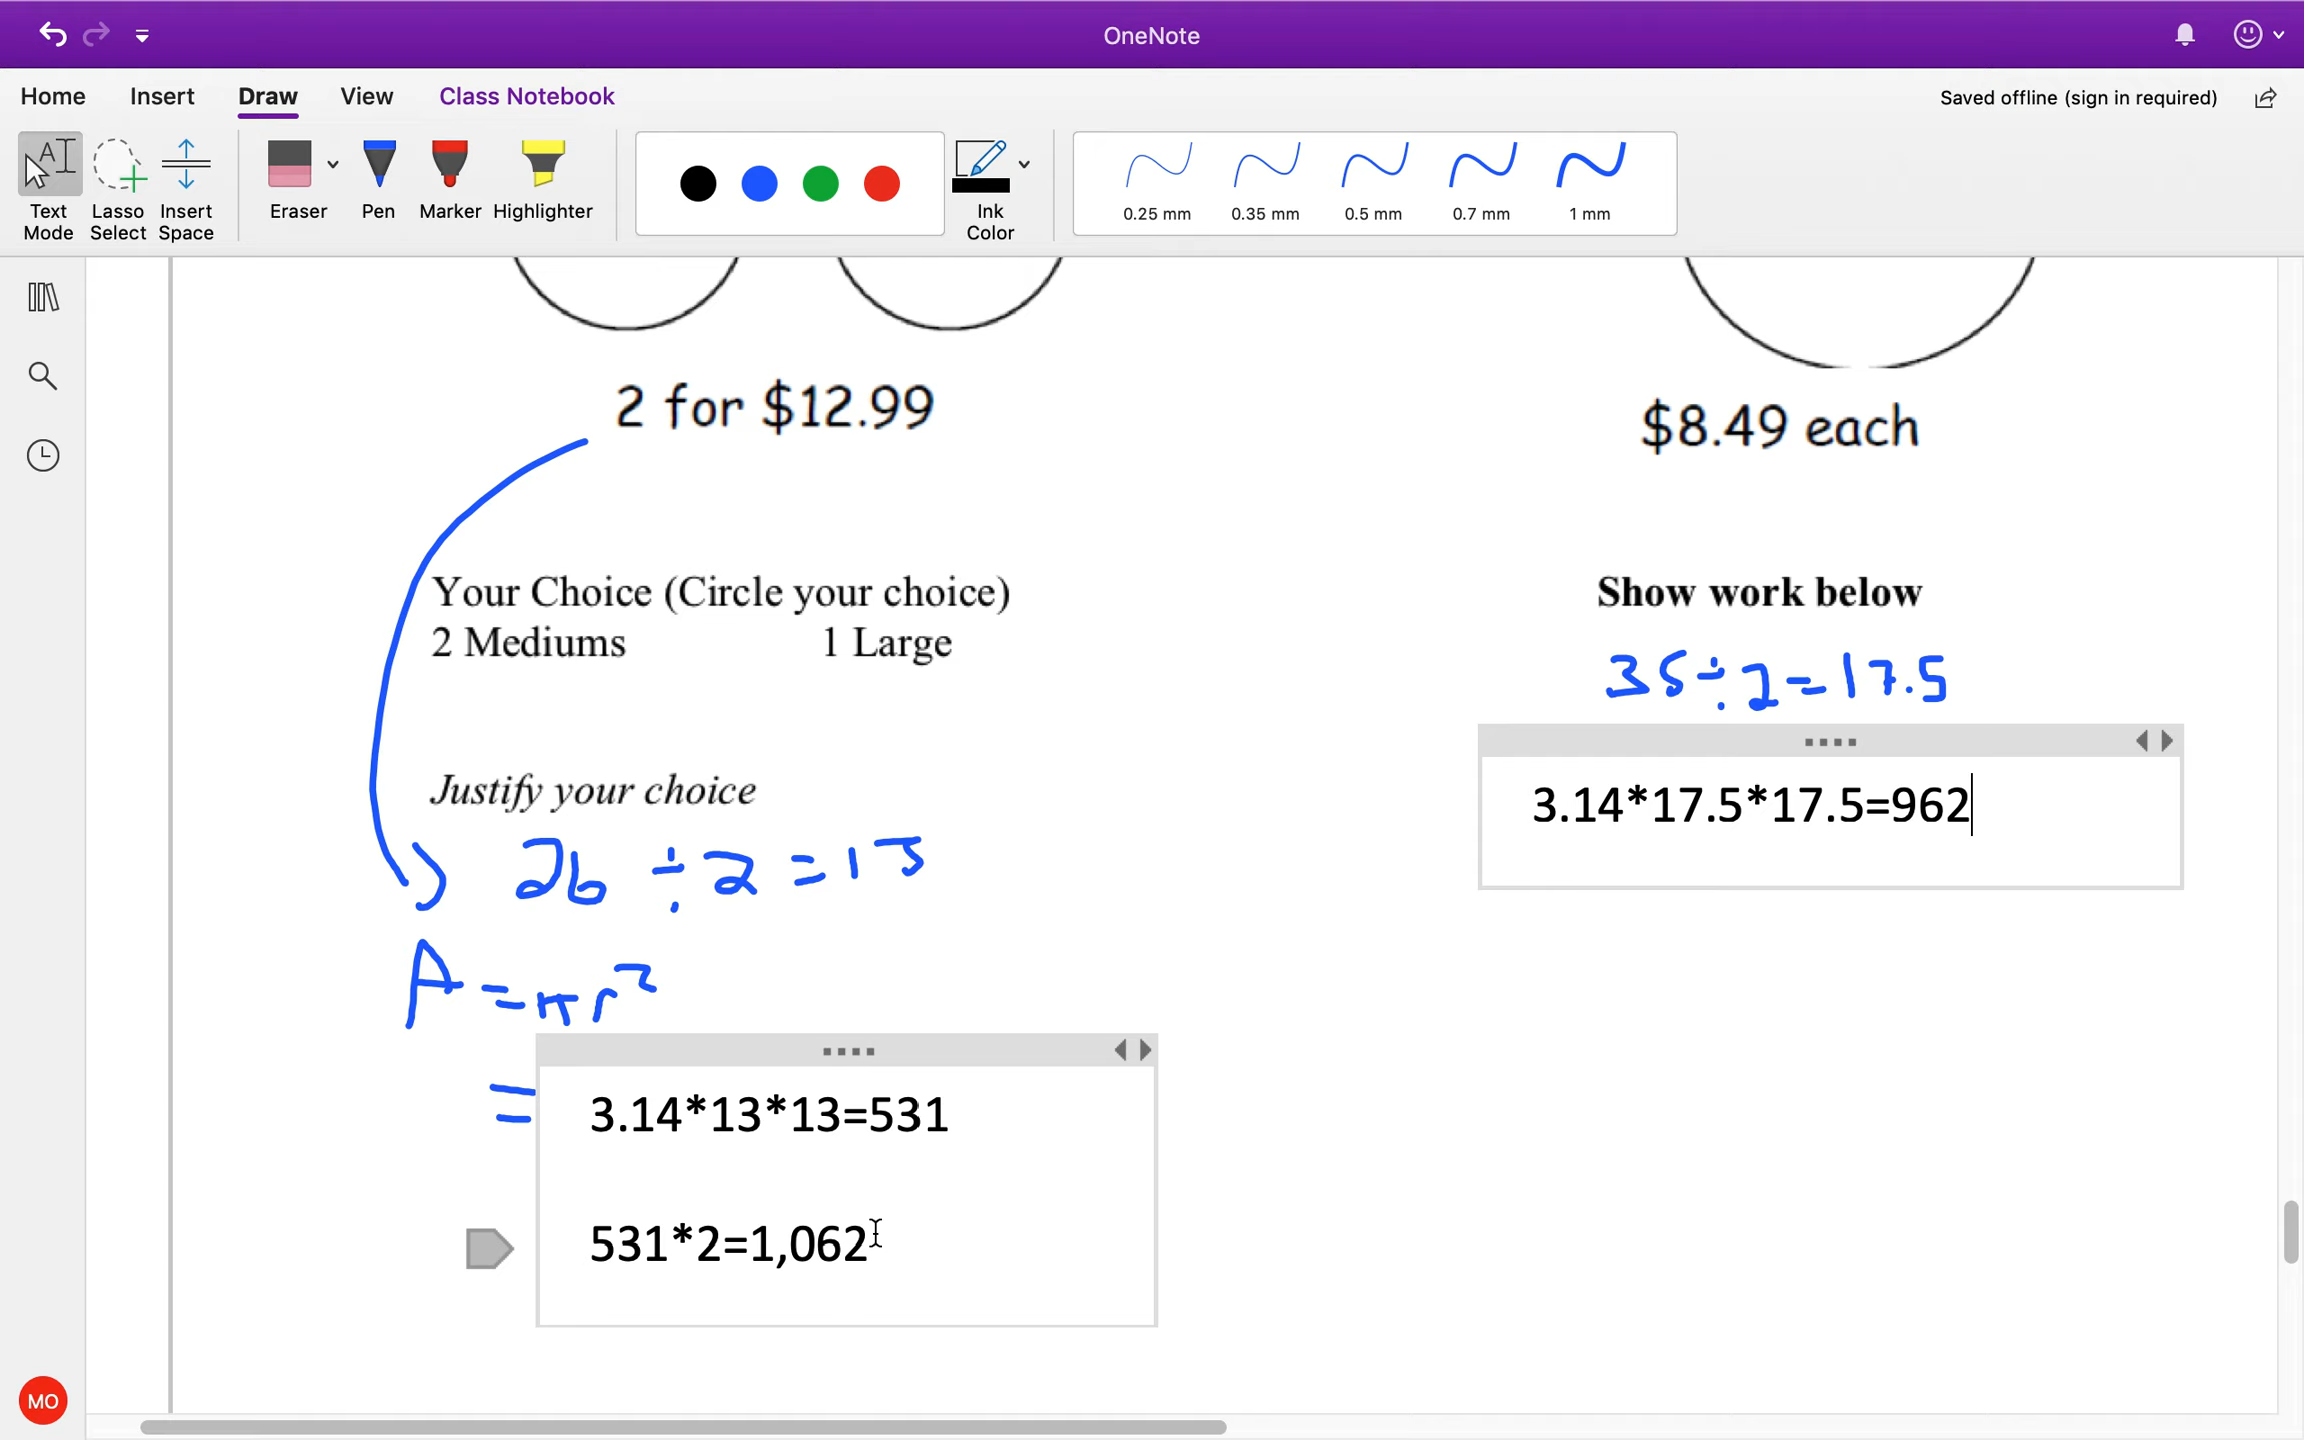 OneNote
Home Insert Draw View Class Notebook
Saved offline (sign in required)
Text Mode
Lasso Select
Insert Space
Eraser
Pen
Marker
Highlighter
Ink Color
0.25 mm
0.35 mm
0.5 mm
0.7 mm
1 mm
2 for $12.99
$8.49 each
Your Choice (Circle your choice)
2 Mediums 1 Large
Show work below
35÷2=17.5
3.14*17.5*17.5=962
Justify your choice
26 ÷ 2 = 13
A = πr²
=
3.14*13*13=531
531*2=1,062
MO